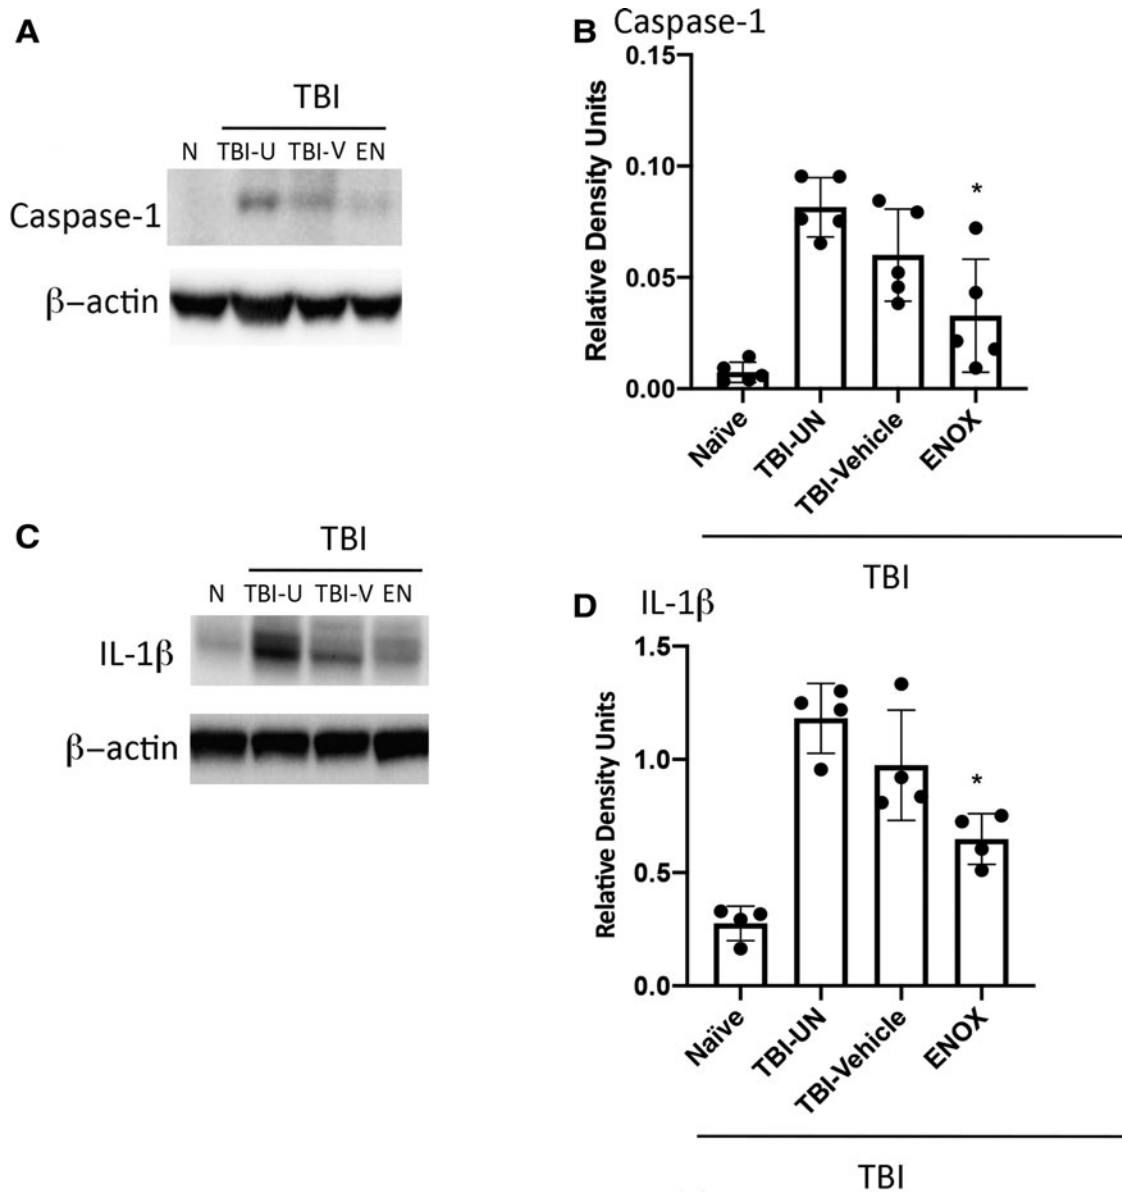 A
TBI
N TBI-U TBI-V EN
Caspase-1
β–actin
B Caspase-1
Relative Density Units
0.15
0.10
0.05
0.00
*
Naïve
TBI-UN
TBI-Vehicle
ENOX
TBI
C
TBI
N TBI-U TBI-V EN
IL-1β
β–actin
D IL-1β
Relative Density Units
1.5
1.0
0.5
0.0
*
Naïve
TBI-UN
TBI-Vehicle
ENOX
TBI